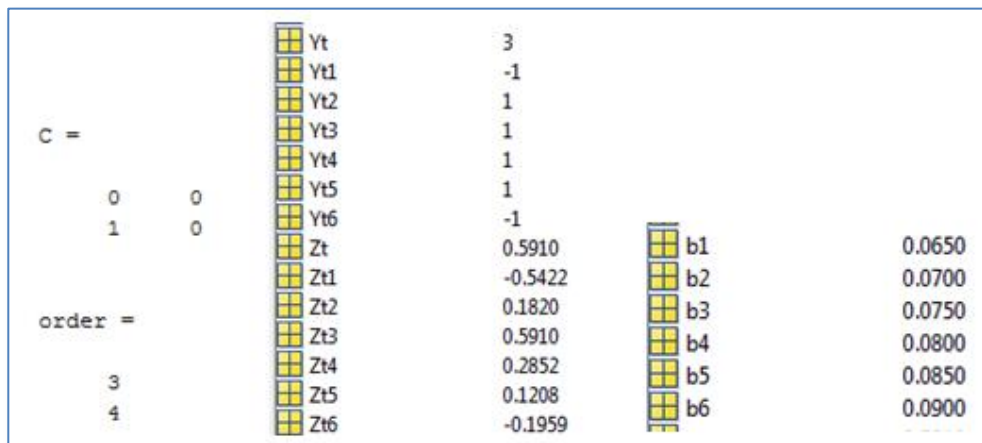 C =
0 0
1 0
order =
3
4
Yt 3
Yt1 -1
Yt2 1
Yt3 1
Yt4 1
Yt5 1
Yt6 -1
Zt 0.5910
Zt1 -0.5422
Zt2 0.1820
Zt3 0.5910
Zt4 0.2852
Zt5 0.1208
Zt6 -0.1959
b1 0.0650
b2 0.0700
b3 0.0750
b4 0.0800
b5 0.0850
b6 0.0900